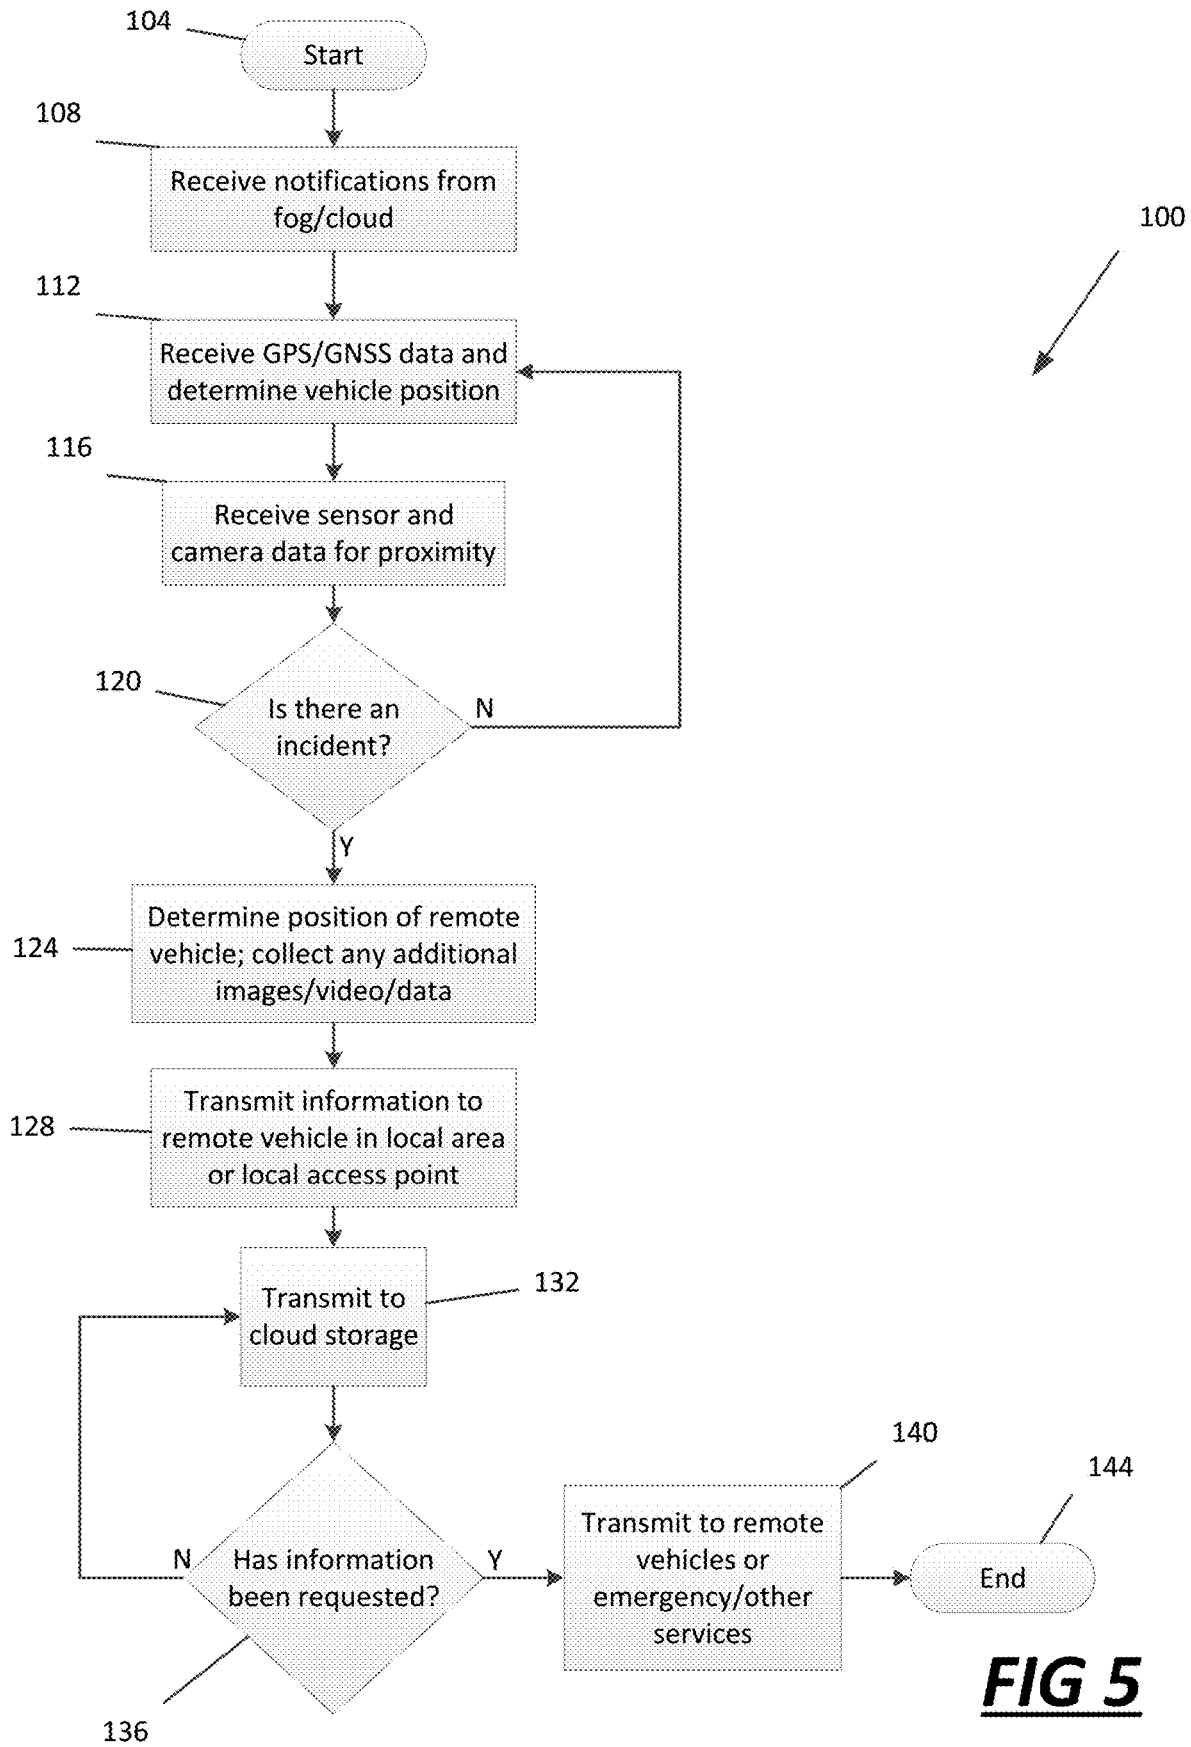 104
Start
108
Receive notifications from
fog/cloud
100
112
Receive GPS/GNSS data and
determine vehicle position
116
Receive sensor and
camera data for proximity
120
Is there an
incident?
N
Y
124
Determine position of remote
vehicle; collect any additional
images/video/data
128
Transmit information to
remote vehicle in local area
or local access point
132
Transmit to
cloud storage
136
Has information
been requested?
N
Y
140
Transmit to remote
vehicles or
emergency/other
services
144
End
FIG 5